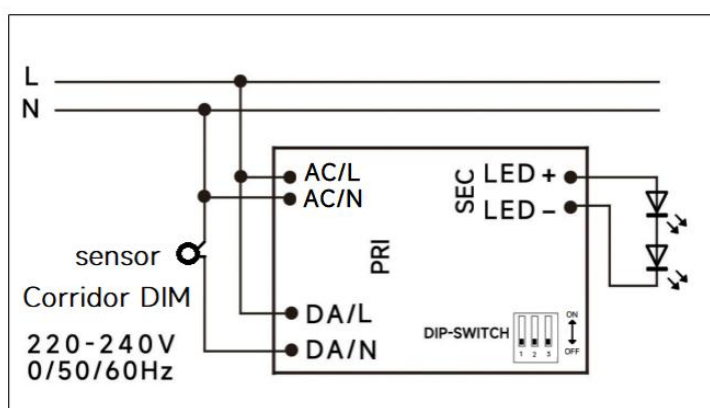 L
N
AC/L
AC/N
PRI
SEC
LED +
LED −
sensor
Corridor DIM
220-240V
0/50/60Hz
DA/L
DA/N
DIP-SWITCH
1 2 3
ON
OFF